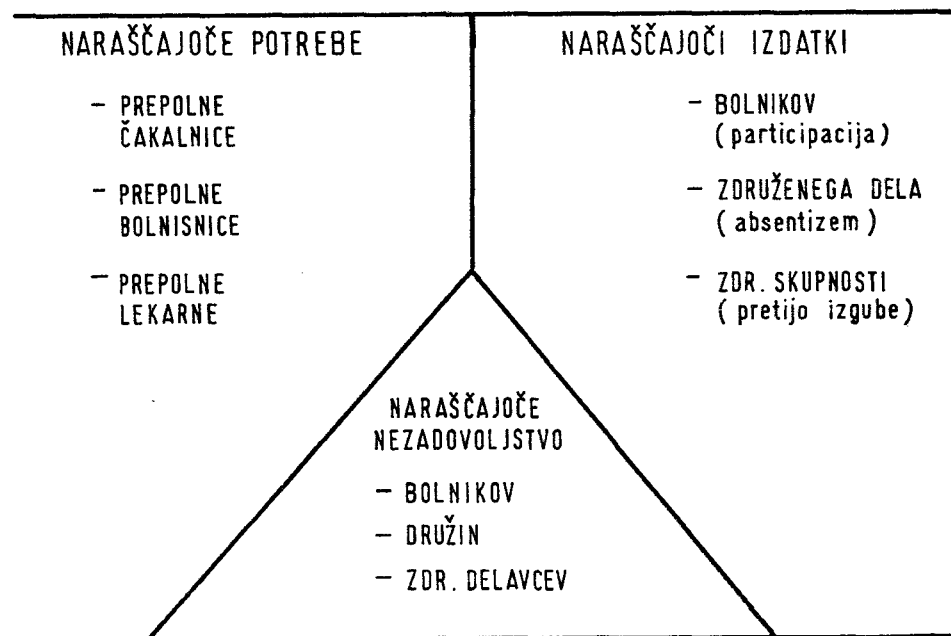 NARAŠČAJOČE POTREBE
– PREPOLNE
ČAKALNICE
– PREPOLNE
BOLNISNICE
– PREPOLNE
LEKARNE
NARAŠČAJOČI IZDATKI
– BOLNIKOV
(participacija)
– ZDRUŽENEGA DELA
(absentizem)
– ZDR. SKUPNOSTI
(pretijo izgube)
NARAŠČAJOČE
NEZADOVOLJSTVO
– BOLNIKOV
– DRUŽIN
– ZDR. DELAVCEV